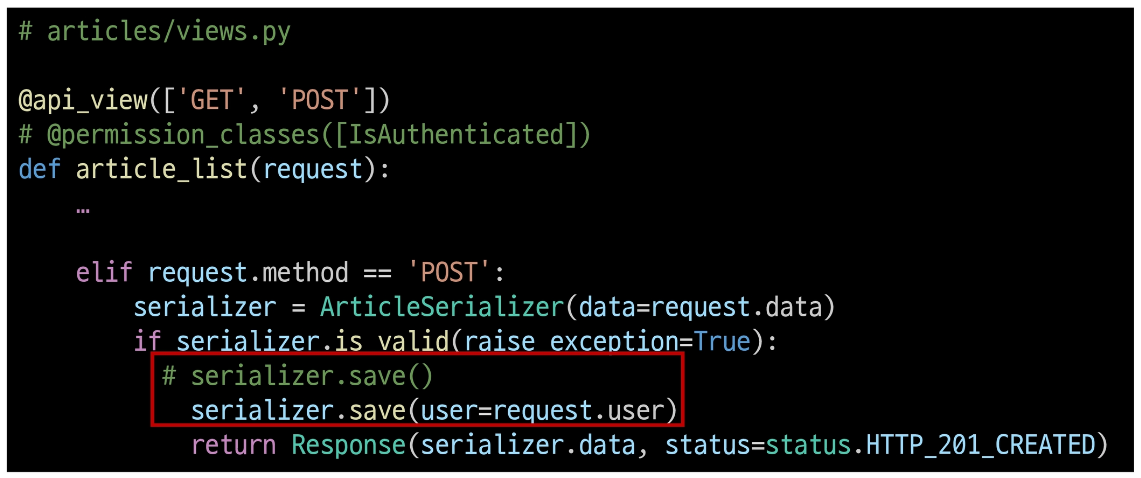 # articles/views.py
@api_view(['GET', 'POST'])
# @permission_classes([IsAuthenticated])
def article_list(request):
…
elif request.method == 'POST':
serializer = ArticleSerializer(data=request.data)
if serializer.is_valid(raise_exception=True):
# serializer.save()
serializer.save(user=request.user)
return Response(serializer.data, status=status.HTTP_201_CREATED)